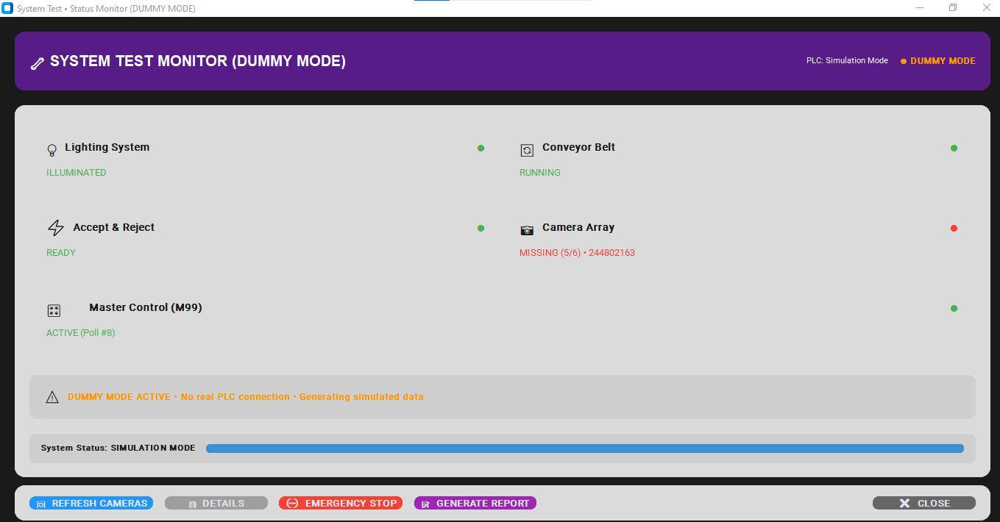 System Test • Status Monitor (DUMMY MODE)
SYSTEM TEST MONITOR (DUMMY MODE)
PLC: Simulation Mode
● DUMMY MODE
Lighting System
ILLUMINATED
Conveyor Belt
RUNNING
Accept & Reject
READY
Camera Array
MISSING (5/6) • 244802163
Master Control (M99)
ACTIVE (Poll #8)
DUMMY MODE ACTIVE • No real PLC connection • Generating simulated data
System Status: SIMULATION MODE
REFRESH CAMERAS
DETAILS
EMERGENCY STOP
GENERATE REPORT
CLOSE